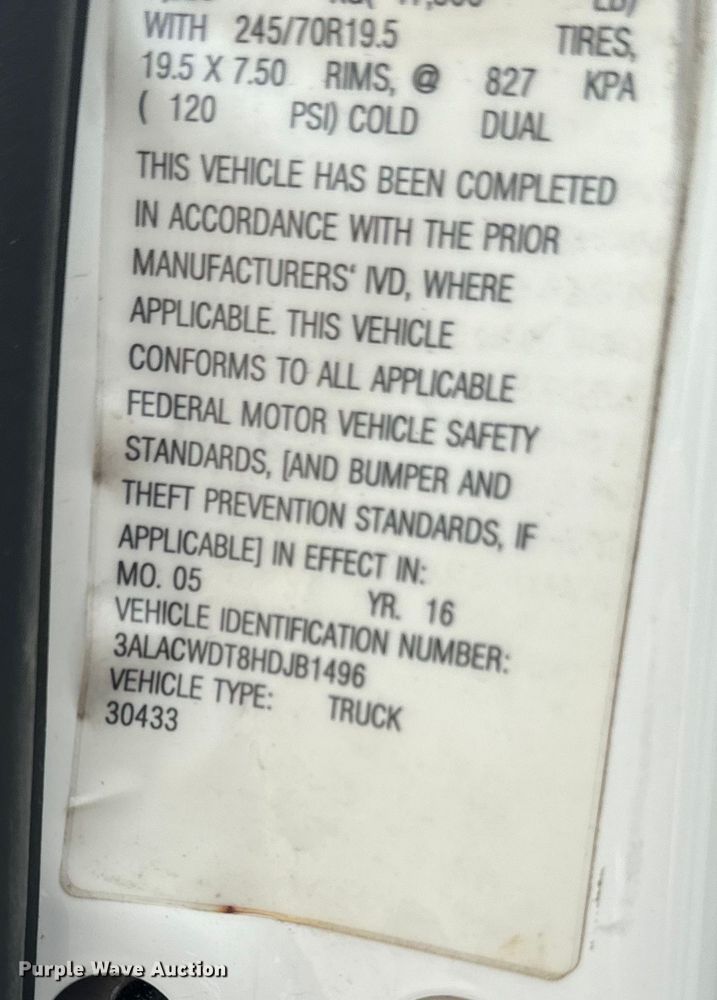 WITH 245/70R19.5 TIRES,
19.5 X 7.50 RIMS, @ 827 KPA
( 120 PSI) COLD DUAL
THIS VEHICLE HAS BEEN COMPLETED
IN ACCORDANCE WITH THE PRIOR
MANUFACTURERS' IVD, WHERE
APPLICABLE. THIS VEHICLE
CONFORMS TO ALL APPLICABLE
FEDERAL MOTOR VEHICLE SAFETY
STANDARDS, [AND BUMPER AND
THEFT PREVENTION STANDARDS, IF
APPLICABLE] IN EFFECT IN:
MO. 05 YR. 16
VEHICLE IDENTIFICATION NUMBER:
3ALACWDT8HDJB1496
VEHICLE TYPE: TRUCK
30433
Purple Wave Auction